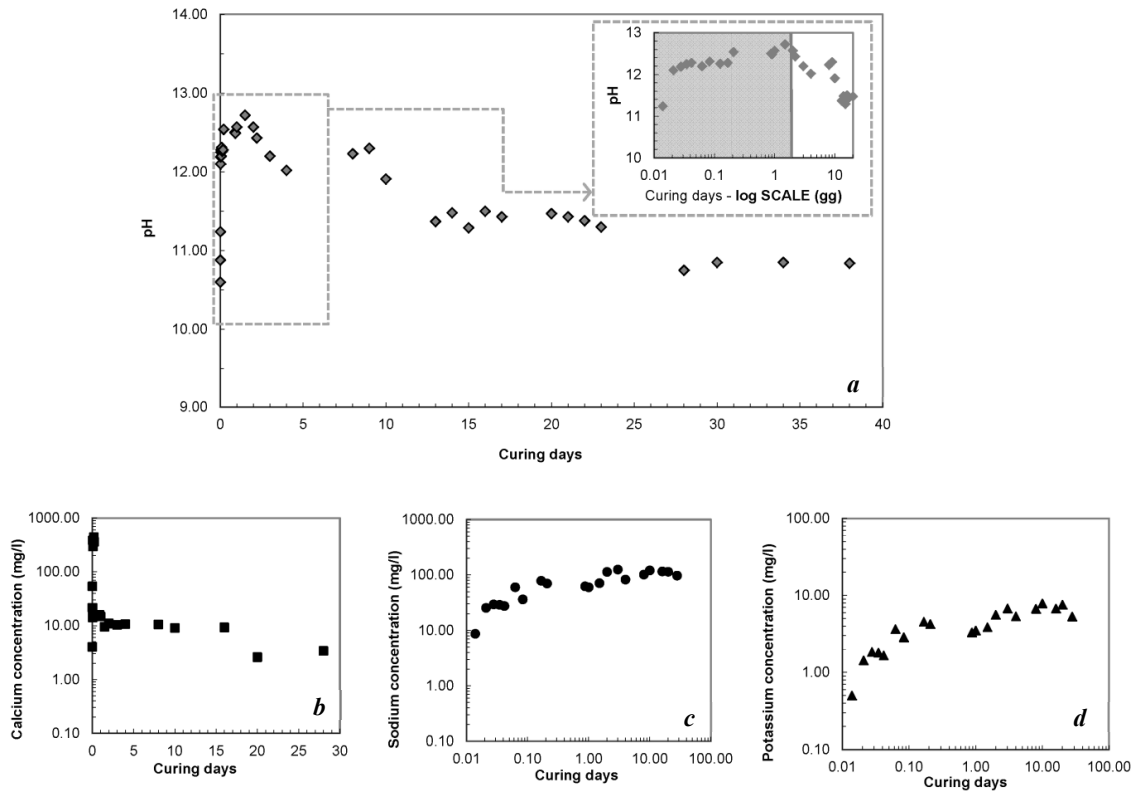 14.00
13.00
12.00
11.00
10.00
9.00
pH
0 5 10 15 20 25 30 35 40
Curing days
a
13
12
11
10
pH
0.01 0.1 1 10
Curing days - log SCALE (gg)
1000.00
100.00
10.00
1.00
0.10
Calcium concentration (mg/l)
0 10 20 30
Curing days
b
1000.00
100.00
10.00
1.00
0.10
Sodium concentration (mg/l)
0.01 0.10 1.00 10.00 100.00
Curing days
c
100.00
10.00
1.00
0.10
Potassium concentration (mg/l)
0.01 0.10 1.00 10.00 100.00
Curing days
d